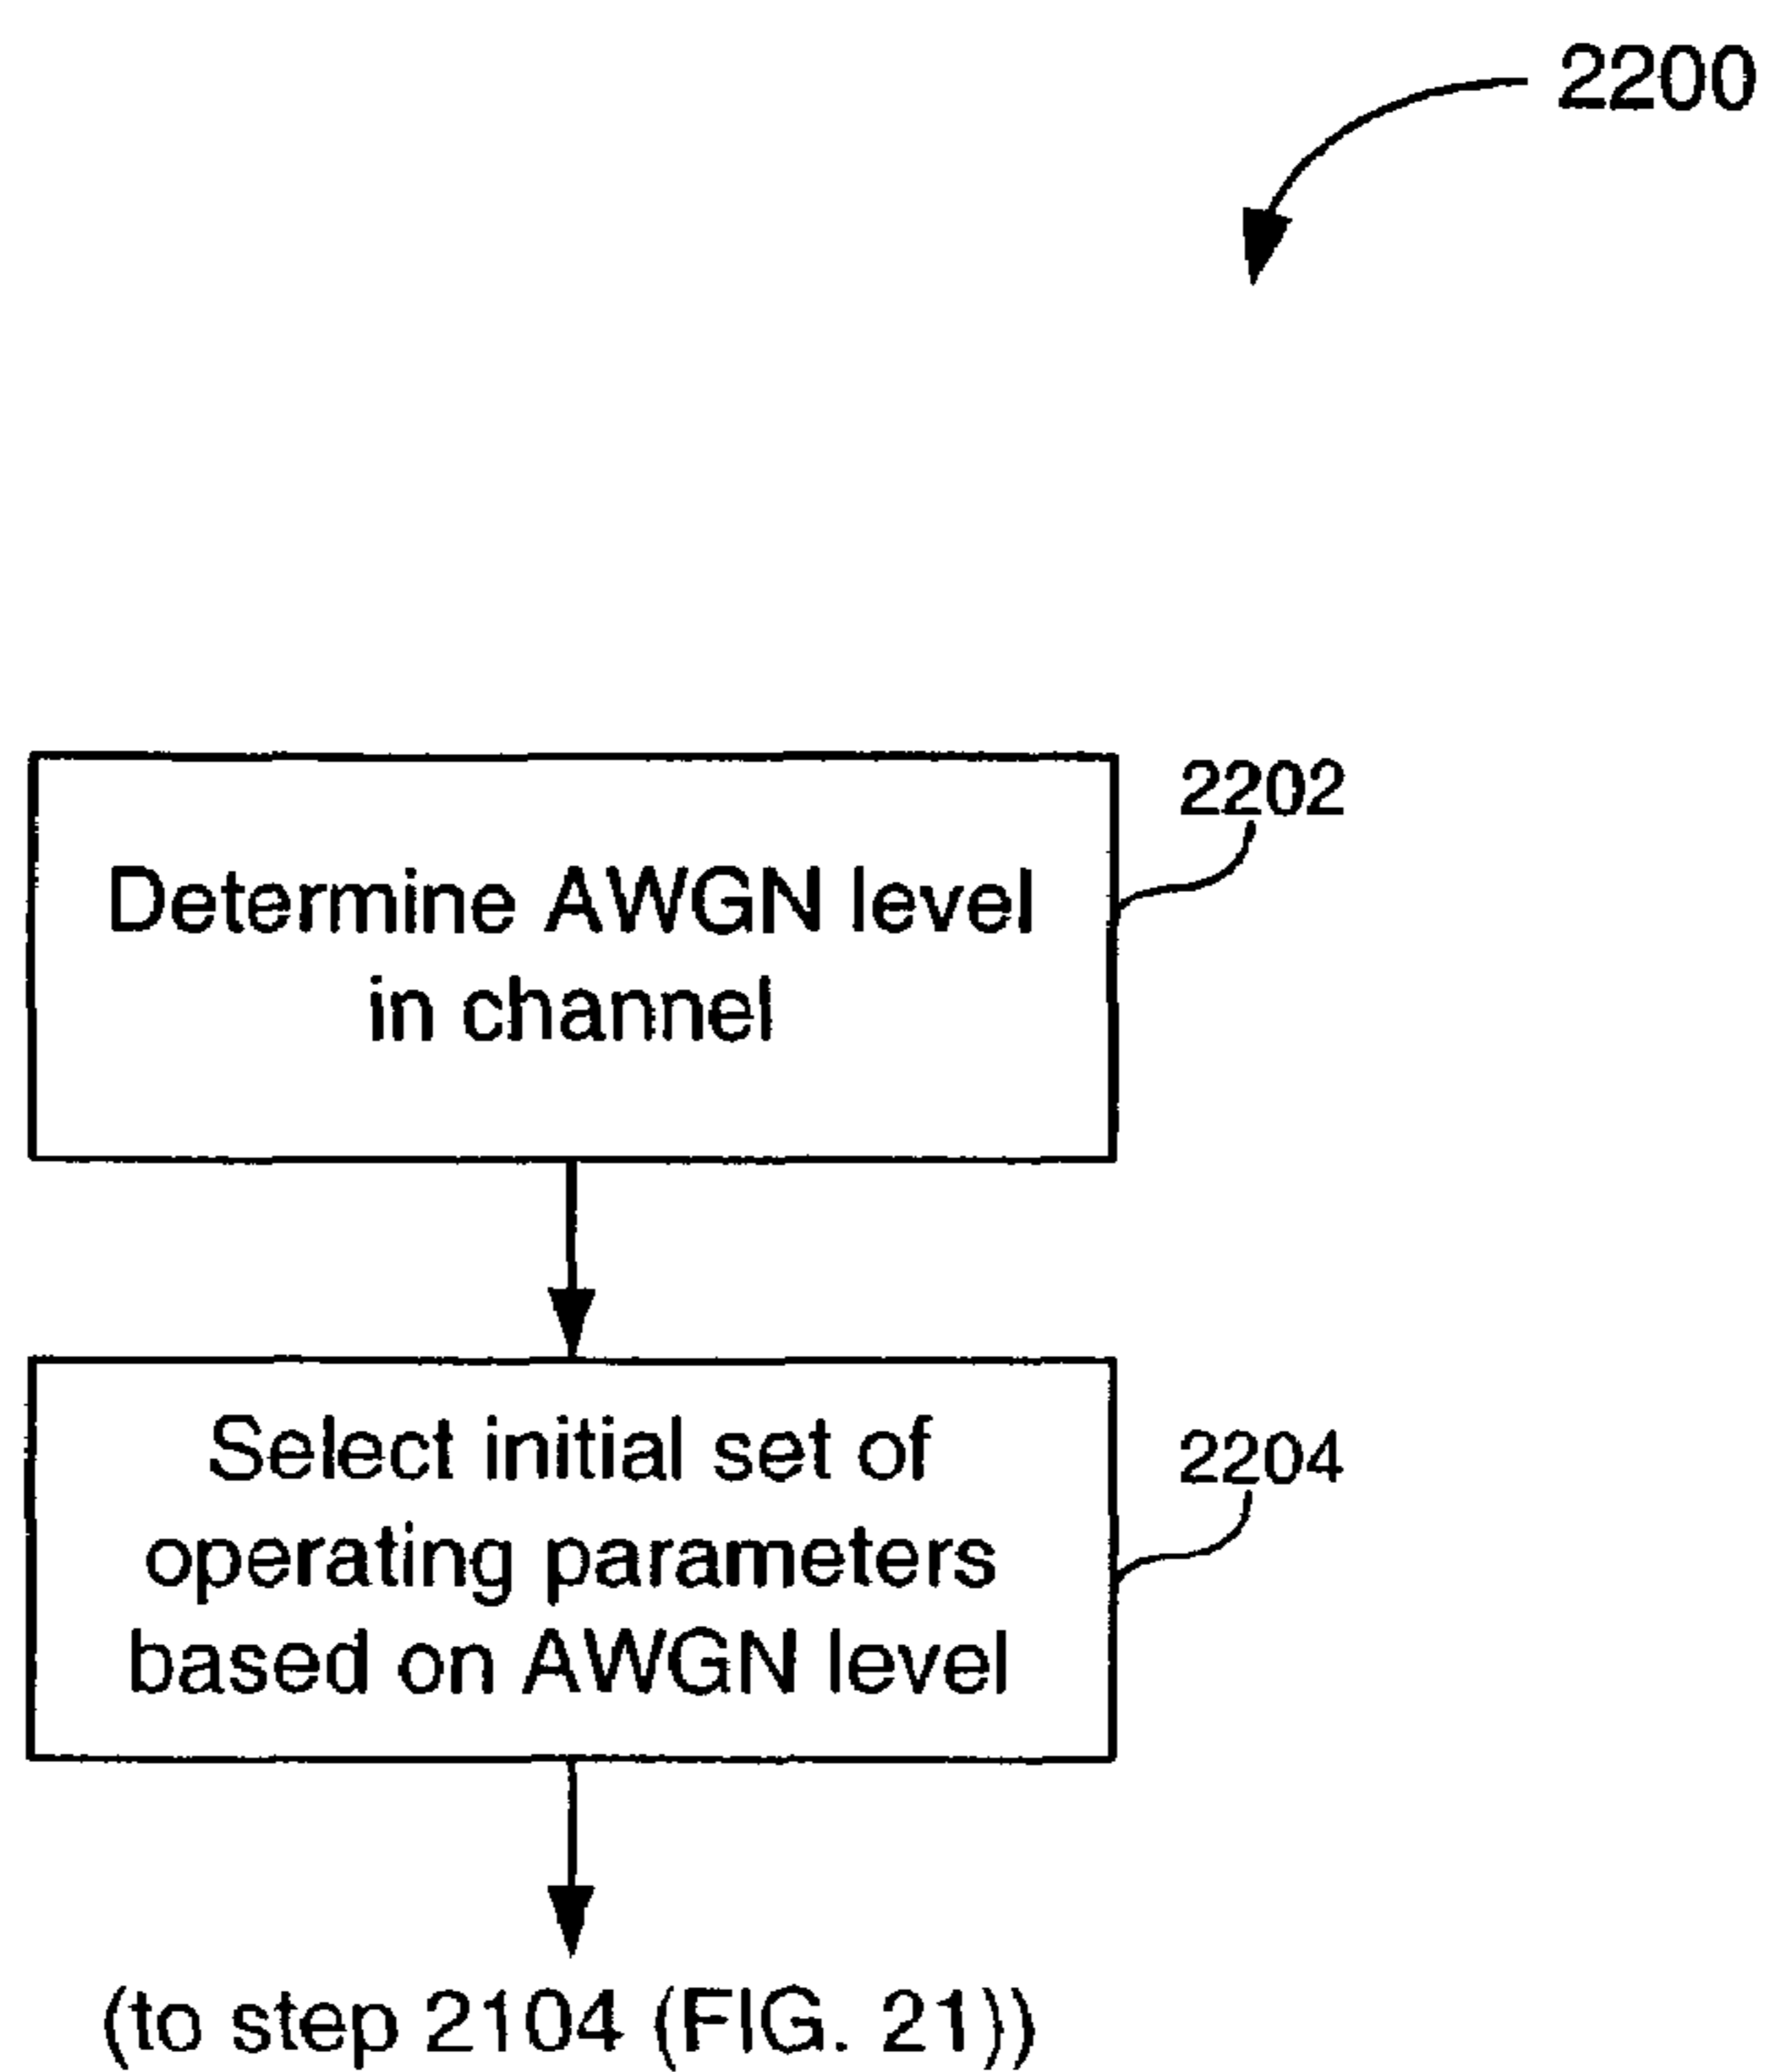 2200
2202
Determine AWGN level
in channel
2204
Select initial set of
operating parameters
based on AWGN level
(to step 2104 (FIG. 21))